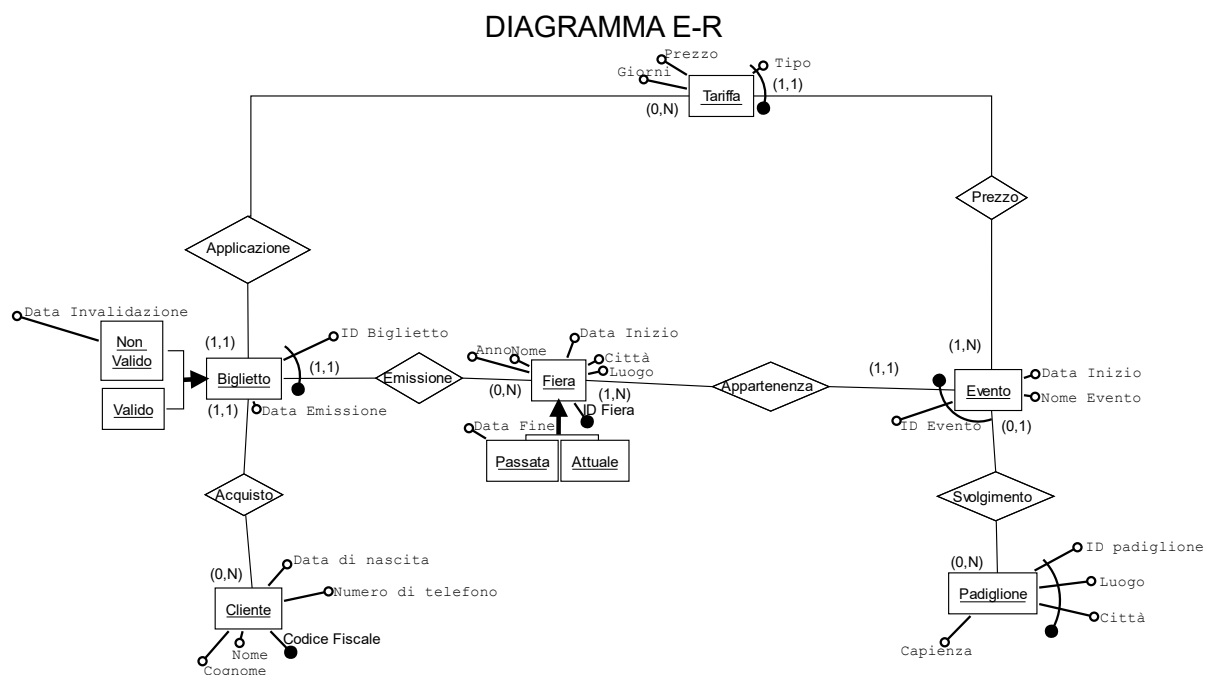 DIAGRAMMA E-R
Prezzo
Tipo
Giorni
(1,1)
Tariffa
(0,N)
Prezzo
Applicazione
Data Invalidazione
ID Biglietto
Data Inizio
Non
Valido
(1,1)
(1,1)
Anno
Nome
Città
Luogo
(1,N)
Biglietto
Emissione
Fiera
Appartenenza
(1,1)
Data Inizio
Evento
Nome Evento
Valido
(1,1)
Data Emissione
(0,N)
(1,N)
ID Fiera
ID Evento
(0,1)
Data Fine
Passata
Attuale
Acquisto
Svolgimento
Data di nascita
ID padiglione
(0,N)
(0,N)
Numero di telefono
Luogo
Cliente
Padiglione
Città
Codice Fiscale
Nome
Cognome
Capienza